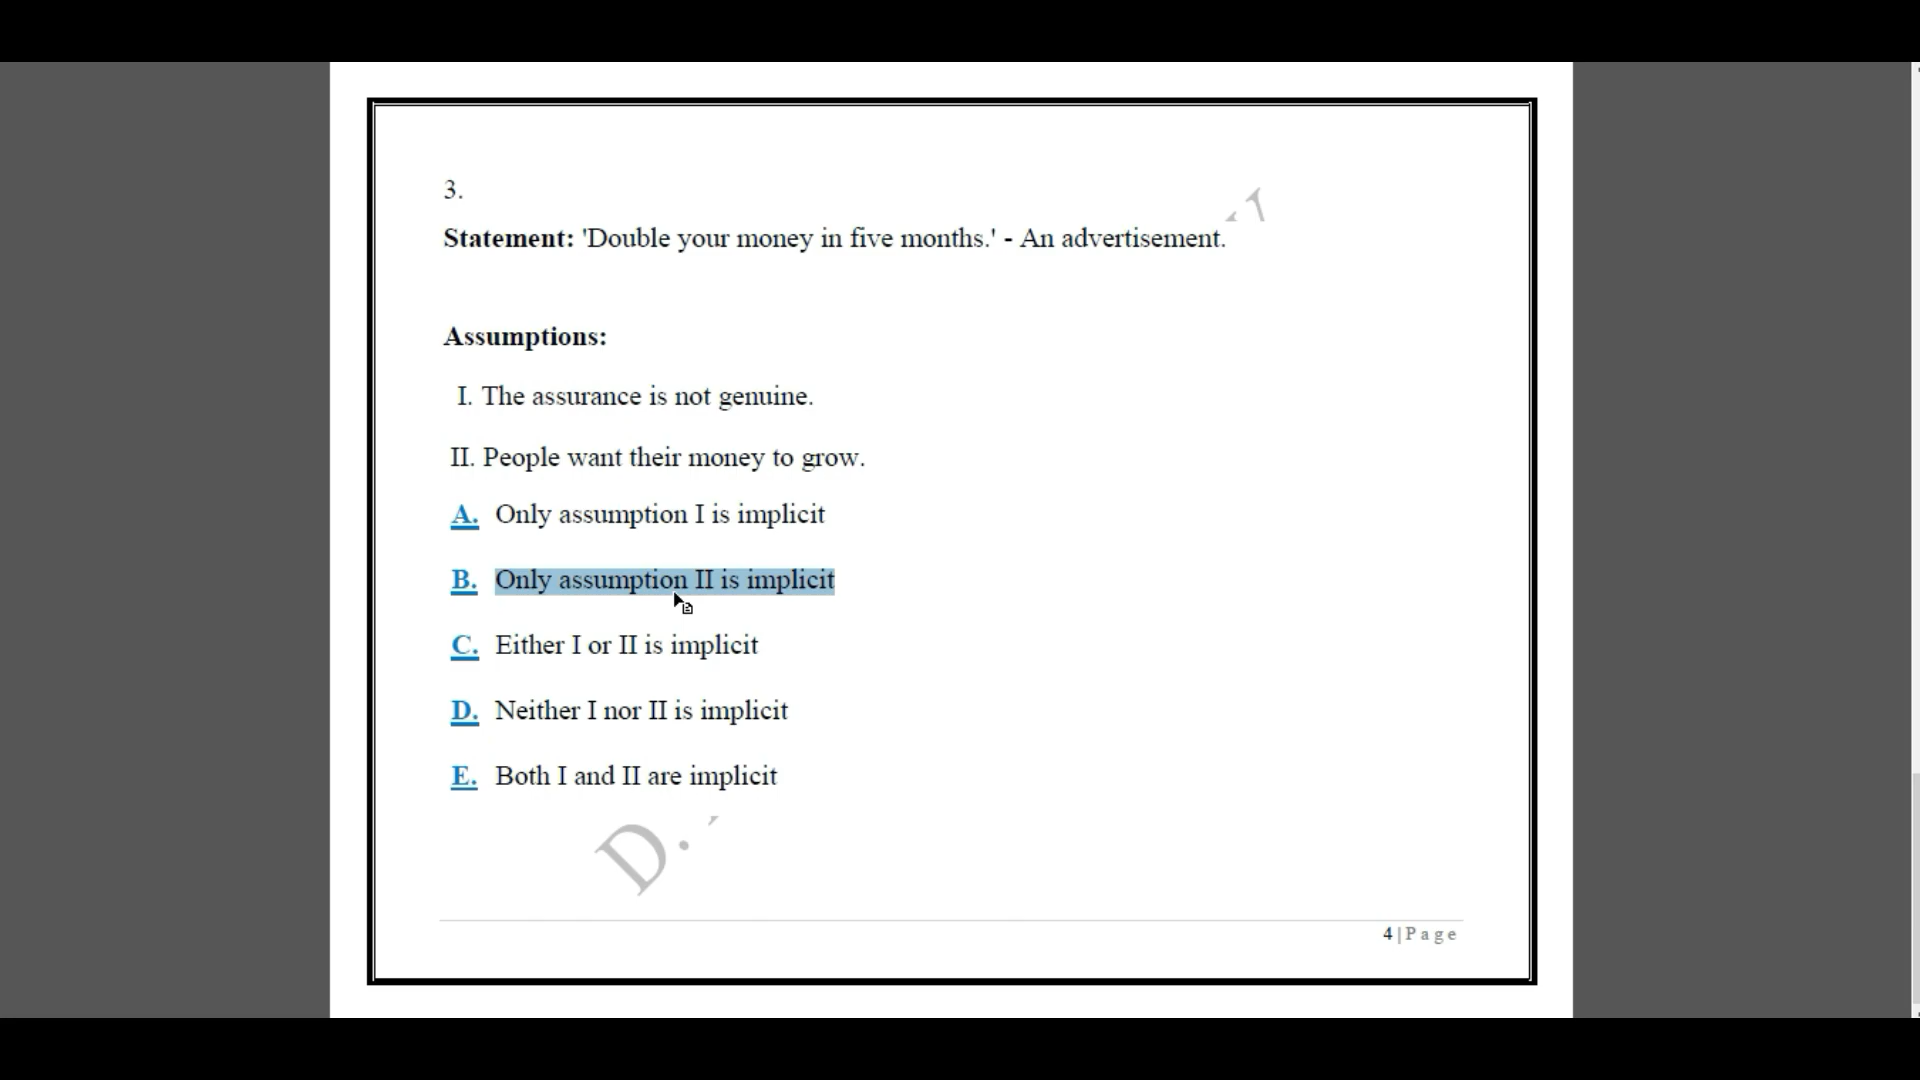 3.
Statement: 'Double your money in five months.' - An advertisement.
Assumptions:
I. The assurance is not genuine.
II. People want their money to grow.
A. Only assumption I is implicit
B. Only assumption II is implicit
C. Either I or II is implicit
D. Neither I nor II is implicit
E. Both I and II are implicit
D.
4 | Page